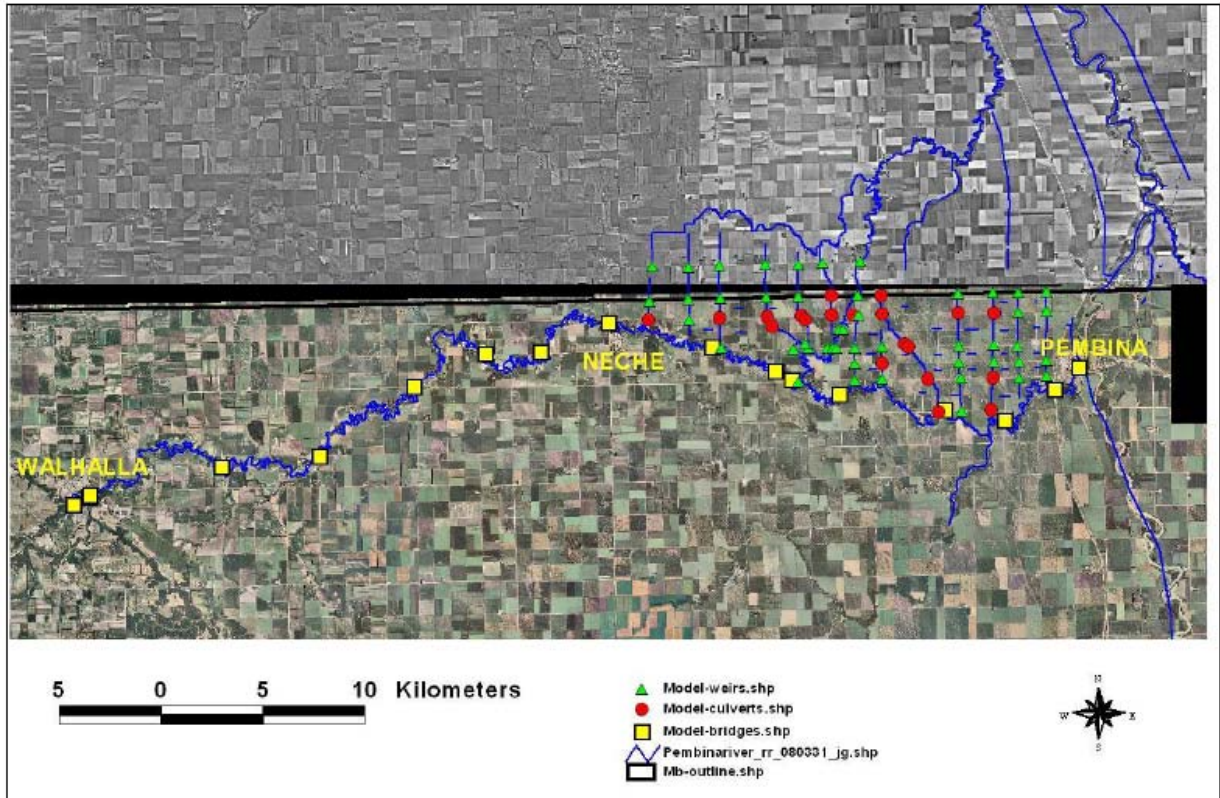 PEMBINA
NECHE
WALHALLA
5 0 5 10 Kilometers
Model-weirs.shp
Model-culverts.shp
Model-bridges.shp
Pembinariver_rr_080331_jg.shp
Mb-outline.shp
N
W E
S